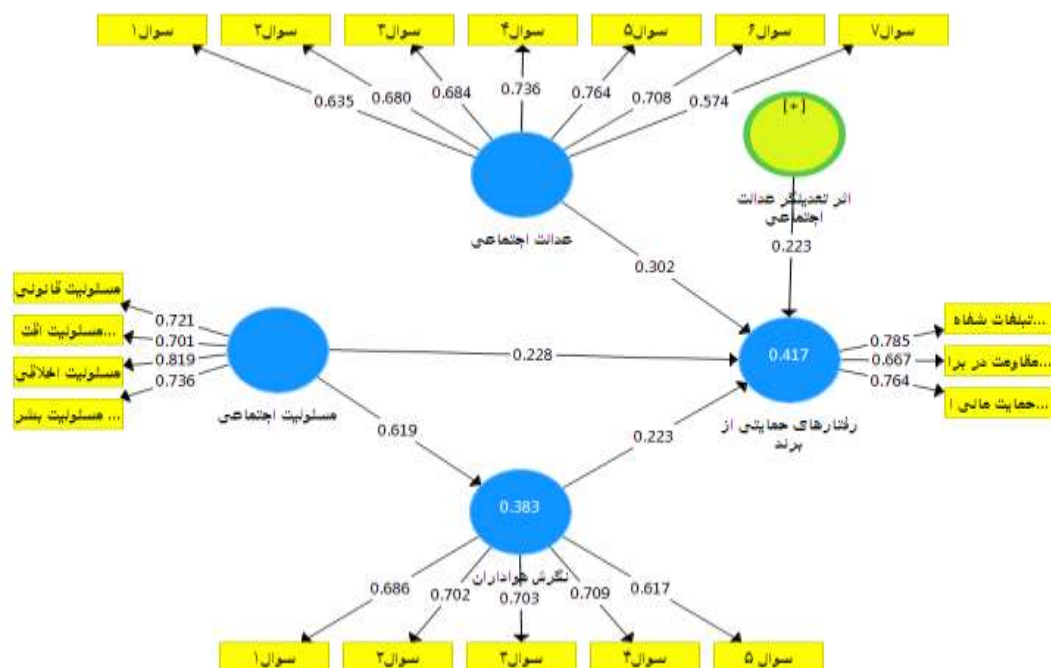 سوال۱
سوال۲
سوال۳
سوال۴
سوال۵
سوال۶
سوال۷
0.635
0.680
0.684
0.736
0.764
0.708
0.574
[+]
اثر تعدیلگر عدالت
اجتماعی
عدالت اجتماعی
0.223
0.302
مسئولیت قانونی
مسئولیت اقت...
مسئولیت اخلاقی
مسئولیت بشر ...
0.721
0.701
0.819
0.736
مسئولیت اجتماعی
0.228
0.417
0.785
0.667
0.764
تبلیغات شفاه...
مقاومت در برا...
حمایت مالی ا...
رفتارهای حمایتی از
برند
0.619
0.223
0.383
نگرش هواداران
0.686
0.702
0.703
0.709
0.617
سوال۱
سوال۲
سوال۳
سوال۴
سوال ۵